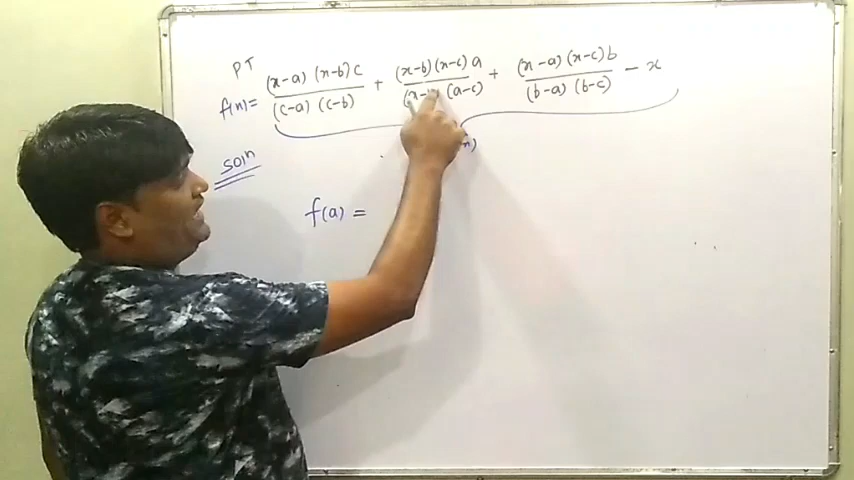 PT
f(n) = (x-a) (x-b) c / (c-a) (c-b) + (x-b) (x-c) a / (a-c) + (x-a) (x-c) b / (b-a) (b-c) - x
Solⁿ
f(a) =